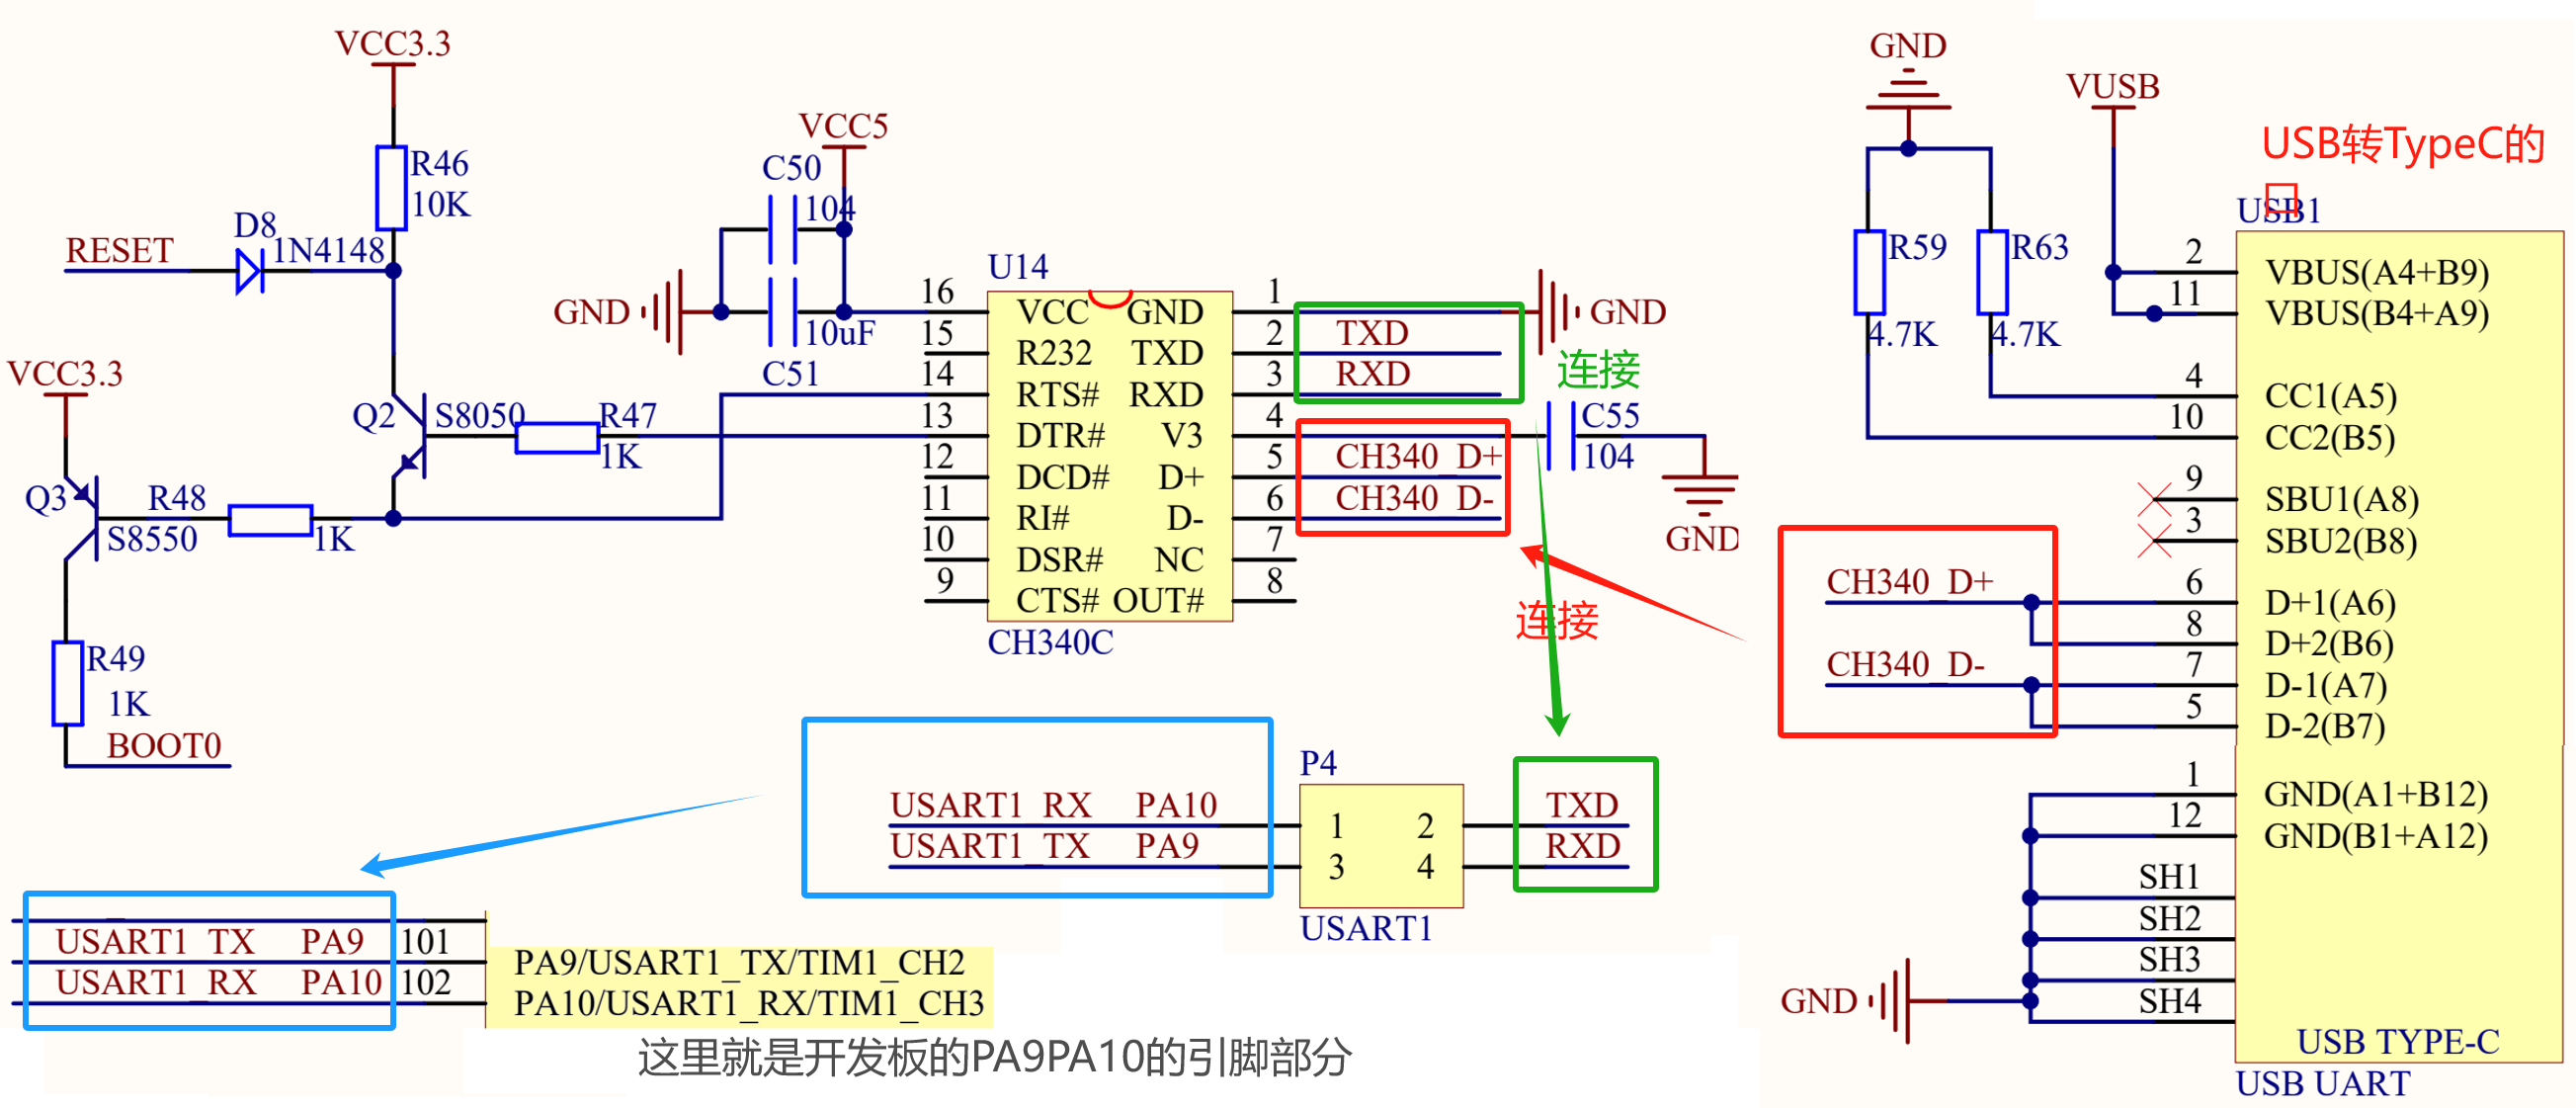 VCC3.3
R46
10K
D8
1N4148
RESET
VCC3.3
Q2
S8050
R47
1K
Q3
S8550
R48
1K
R49
1K
BOOT0
VCC5
C50
104
GND
10uF
C51
U14
16 VCC GND 1
15 R232 TXD 2
14 RTS# RXD 3
13 DTR# V3 4
12 DCD# D+ 5
11 RI# D- 6
10 DSR# NC 7
9 CTS# OUT# 8
CH340C
TXD
RXD
GND
连接
C55
104
CH340_D+
CH340_D-
GND
连接
P4
USART1_RX PA10 1 2 TXD
USART1_TX PA9 3 4 RXD
USART1
USART1_TX PA9 101
USART1_RX PA10 102
PA9/USART1_TX/TIM1_CH2
PA10/USART1_RX/TIM1_CH3
这里就是开发板的PA9PA10的引脚部分
GND
VUSB
USB转TypeC的
口
USB1
R59
4.7K
R63
4.7K
2 VBUS(A4+B9)
11 VBUS(B4+A9)
4 CC1(A5)
10 CC2(B5)
9 SBU1(A8)
3 SBU2(B8)
CH340_D+
6 D+1(A6)
8 D+2(B6)
CH340_D-
7 D-1(A7)
5 D-2(B7)
1 GND(A1+B12)
12 GND(B1+A12)
SH1
SH2
SH3
SH4
GND
USB TYPE-C
USB UART